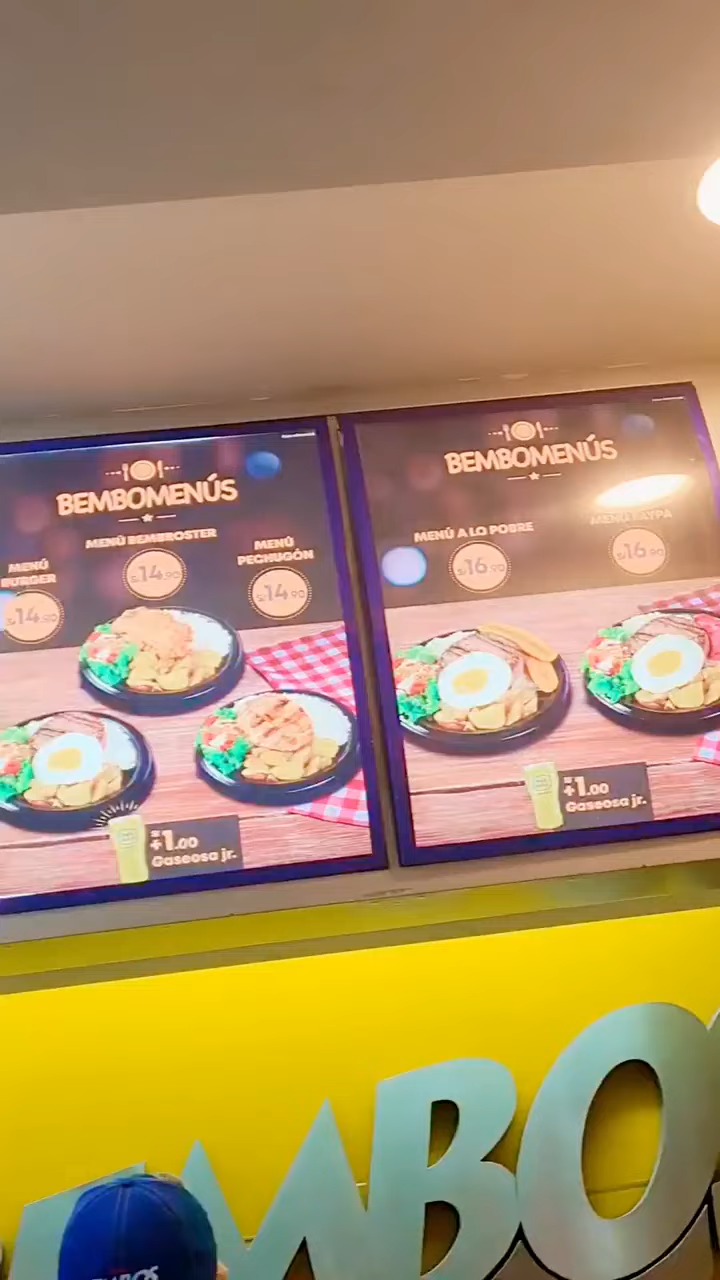 BEMBOMENÚS
MENÚ
BURGER
S/14.90
MENÚ BEMBROSTER
S/14.90
MENÚ
PECHUGÓN
S/14.90
S/
+1.00
Gaseosa jr.
BEMBOMENÚS
MENÚ A LO POBRE
S/16.90
MENÚ
S/16.90
S/
+1.00
Gaseosa jr.
MBO